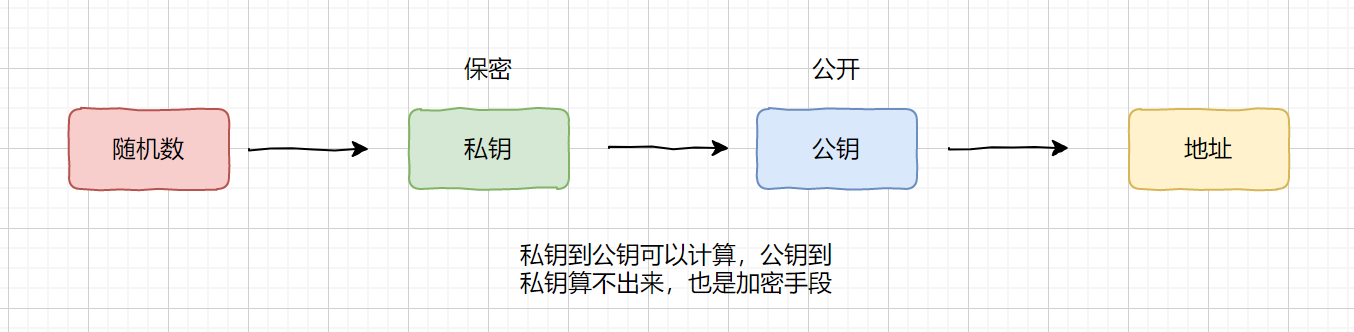 保密
公开
随机数
私钥
公钥
地址
私钥到公钥可以计算，公钥到
私钥算不出来，也是加密手段